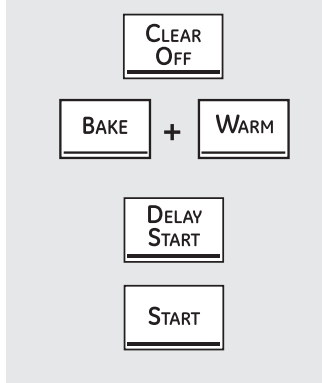 CLEAR
OFF
BAKE + WARM
DELAY
START
START